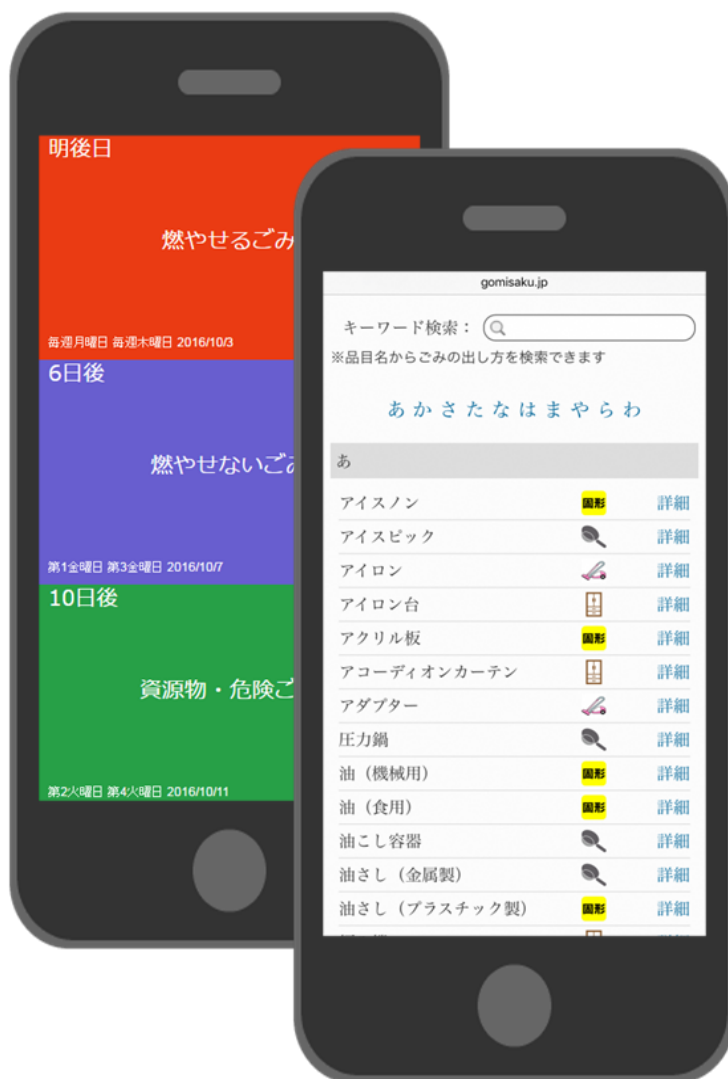 明後日
燃やせるごみ
毎週月曜日 毎週木曜日 2016/10/3
6日後
燃やせないごみ
第1金曜日 第3金曜日 2016/10/7
10日後
資源物・危険ご
第2火曜日 第4火曜日 2016/10/11
gomisaku.jp
キーワード検索：
※品目名からごみの出し方を検索できます
あ か さ た な は ま や ら わ
あ
アイスノン 固形 詳細
アイスピック 詳細
アイロン 詳細
アイロン台 詳細
アクリル板 固形 詳細
アコーディオンカーテン 詳細
アダプター 詳細
圧力鍋 詳細
油（機械用） 固形 詳細
油（食用） 固形 詳細
油こし容器 詳細
油さし（金属製） 詳細
油さし（プラスチック製） 固形 詳細